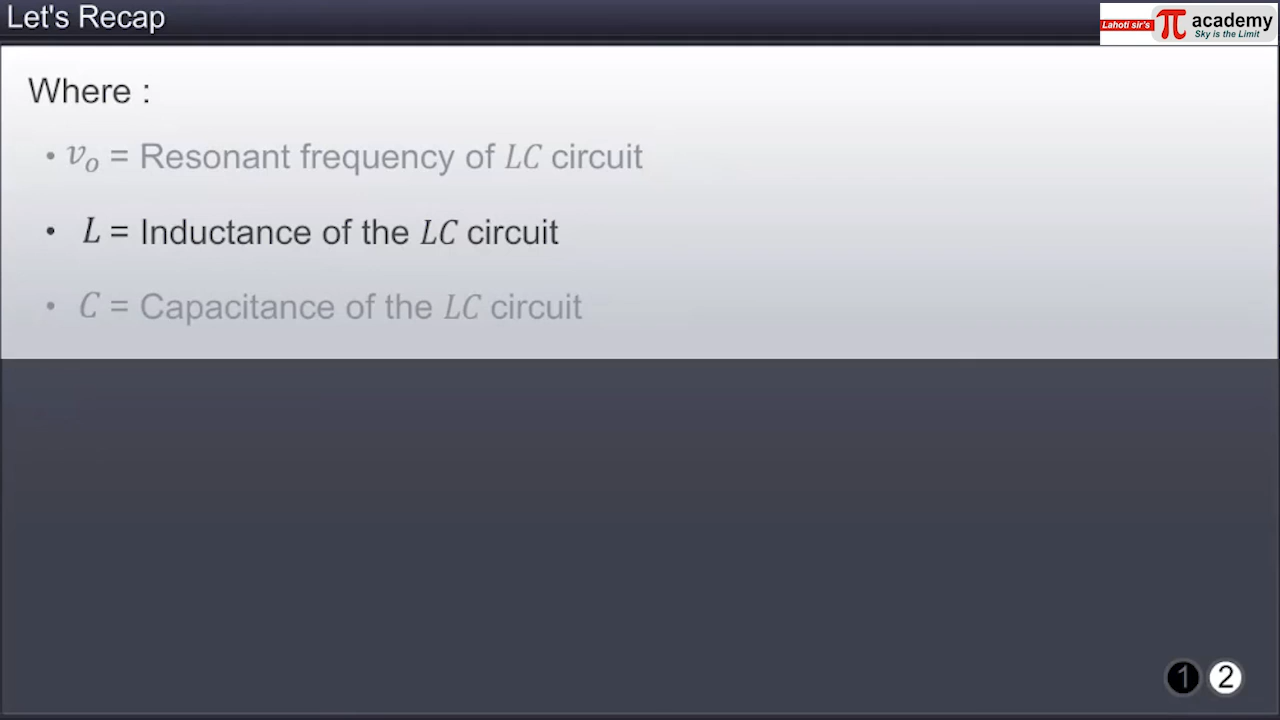 Let's Recap
Lahoti sir's π academy
Sky is the Limit
Where :
• 𝑣ₒ = Resonant frequency of 𝐿𝐶 circuit
• 𝐿 = Inductance of the 𝐿𝐶 circuit
• 𝐶 = Capacitance of the 𝐿𝐶 circuit
1 2